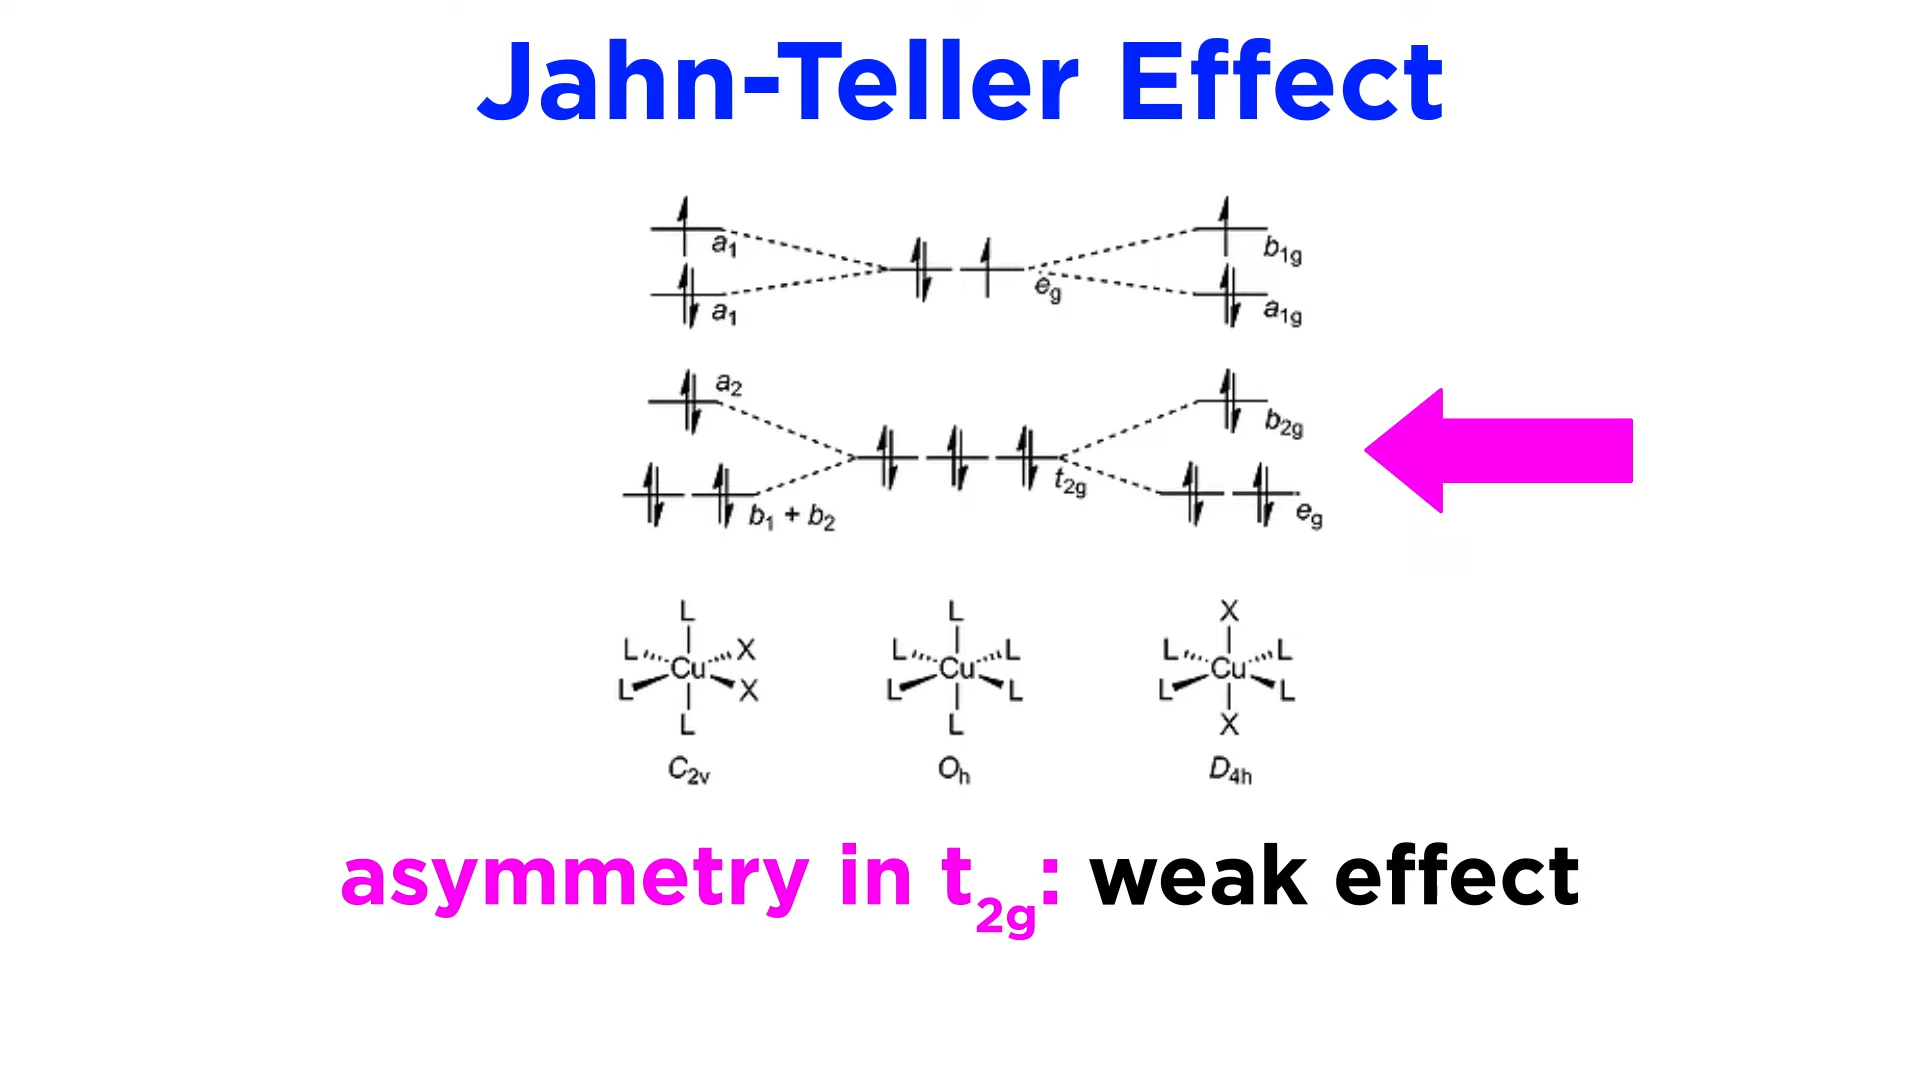 Jahn-Teller Effect
a1
b1g
eg
a1
a1g
a2
b2g
t2g
b1 + b2
eg
L L X
L L L
X L L
Cu Cu Cu
L X
L L
L L
L L X
C2v Oh D4h
asymmetry in t2g: weak effect